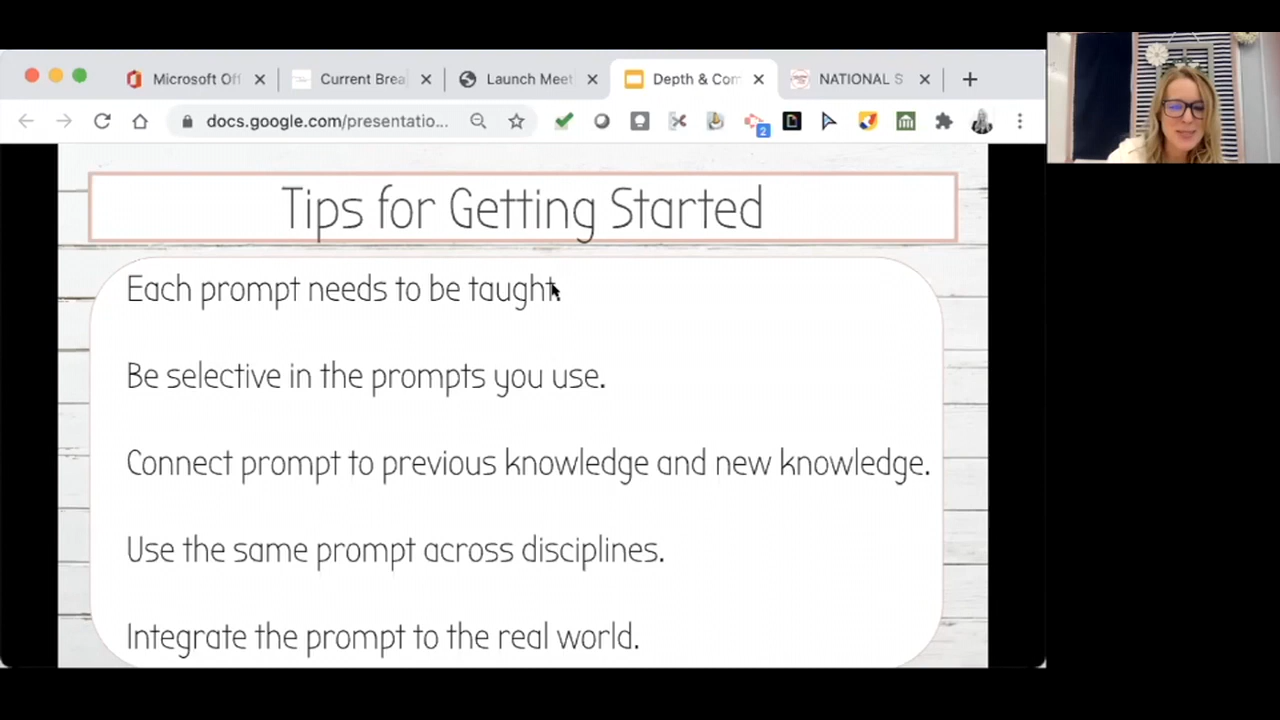 Microsoft Off
Current Brea
Launch Meet
Depth & Com
NATIONAL S
docs.google.com/presentatio...
2
Tips for Getting Started
Each prompt needs to be taught.
Be selective in the prompts you use.
Connect prompt to previous knowledge and new knowledge.
Use the same prompt across disciplines.
Integrate the prompt to the real world.